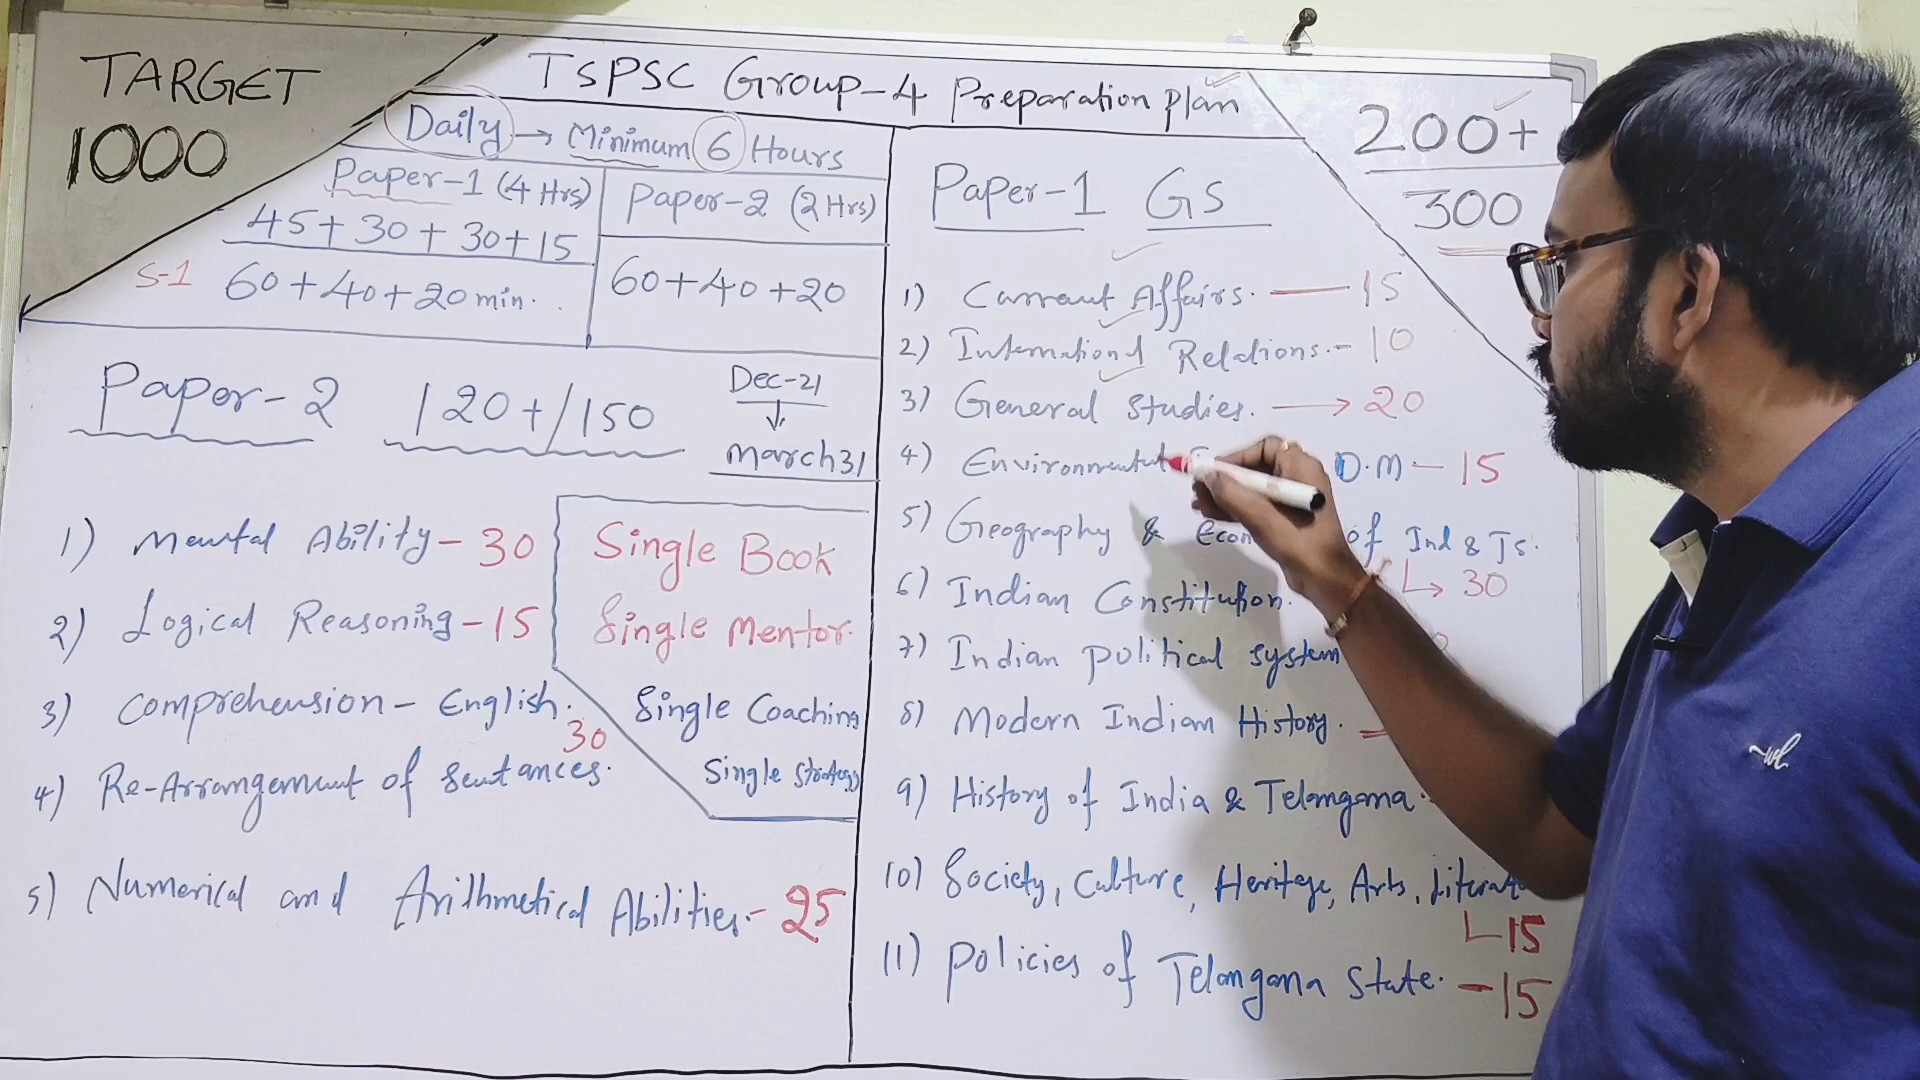 TARGET
1000
TSPSC Group-4 Preparation plan
200+
300
Daily → Minimum 6 Hours
Paper-1 (4 Hrs)
45+30+30+15
S-1 60+40+20 min.
Paper-2 (2 Hrs)
60+40+20
Paper-2 120+/150
Dec-21
↓
March31
1) Mental Ability - 30
2) Logical Reasoning - 15
3) Comprehension - English.
30
4) Re-Arrangement of Sentances.
5) Numerical and Arithmetical Abilities. - 25
Single Book
Single Mentor.
Single Coaching
Single Strategy
Paper-1 GS
1) Currant Affairs. — 15
2) International Relations. - 10
3) General Studies. → 20
4) Environmental D.M - 15
5) Geography & Econ of Ind & TS.
↳ 30
6) Indian Constitution.
7) Indian political system
8) Modern Indian History. -
9) History of India & Telangana.
10) Society, Culture, Heritage, Arts, Literatu
15
11) Policies of Telangana State. - 15